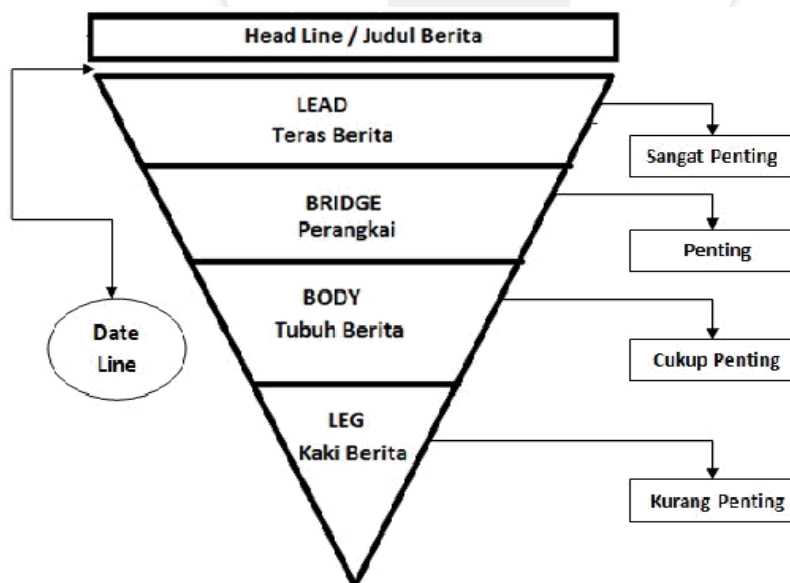 Head Line / Judul Berita
LEAD
Teras Berita
Sangat Penting
BRIDGE
Perangkai
Penting
BODY
Tubuh Berita
Date
Line
Cukup Penting
LEG
Kaki Berita
Kurang Penting